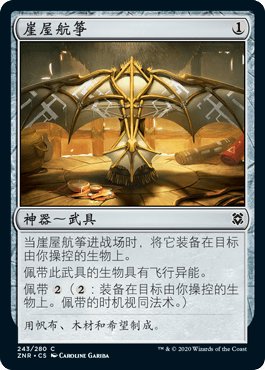 崖屋航筝 1
神器～武具
当崖屋航筝进战场时，将它装备在目标
由你操控的生物上。
佩带此武具的生物具有飞行异能。
佩带 2（2：装备在目标由你操控的生物
上。佩带的时机视同法术。）
用帆布、木材和希望制成。
243/280 C
ZNR • CS CAROLINE GARIBA
™ & © 2020 Wizards of the Coast